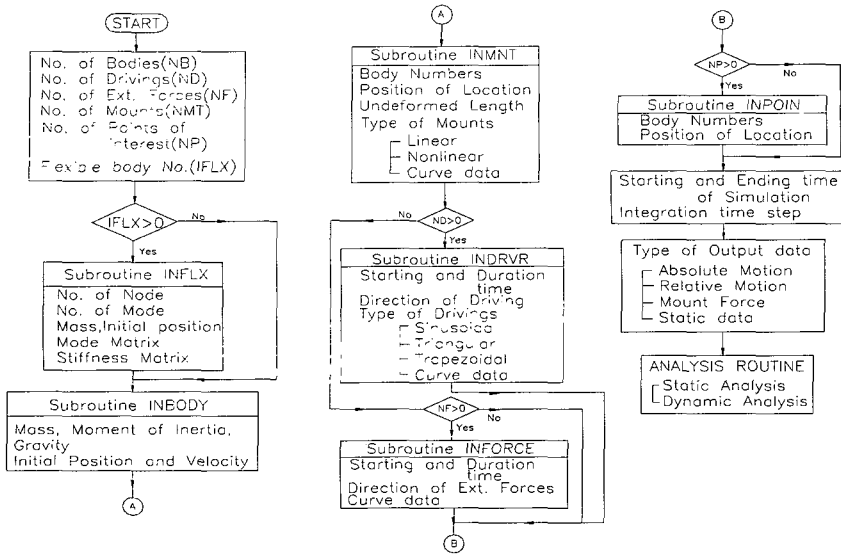 START
No. of Bodies(NB)
No. of Drivings(ND)
No. of Ext. Forces(NF)
No. of Mounts(NMT)
No. of Points of
Interest(NP)
Flexible body No.(IFLX)
IFLX>0
No
Yes
Subroutine INFLX
No. of Node
No. of Mode
Mass,Initial position
Mode Matrix
Stiffness Matrix
Subroutine INBODY
Mass, Moment of Inertia,
Gravity
Initial Position and Velocity
A
A
Subroutine INMNT
Body Numbers
Position of Location
Undeformed Length
Type of Mounts
Linear
Nonlinear
Curve data
No
ND>0
Yes
Subroutine INDRVR
Starting and Duration
time
Direction of Driving
Type of Drivings
Sinusoidal
Triangular
Trapezoidal
Curve data
NF>0
No
Yes
Subroutine INFORCE
Starting and Duration
time
Direction of Ext. Forces
Curve data
B
B
NP>0
No
Yes
Subroutine INPOIN
Body Numbers
Position of Location
Starting and Ending time
of Simulation
Integration time step
Type of Output data
Absolute Motion
Relative Motion
Mount Force
Static data
ANALYSIS ROUTINE
Static Analysis
Dynamic Analysis